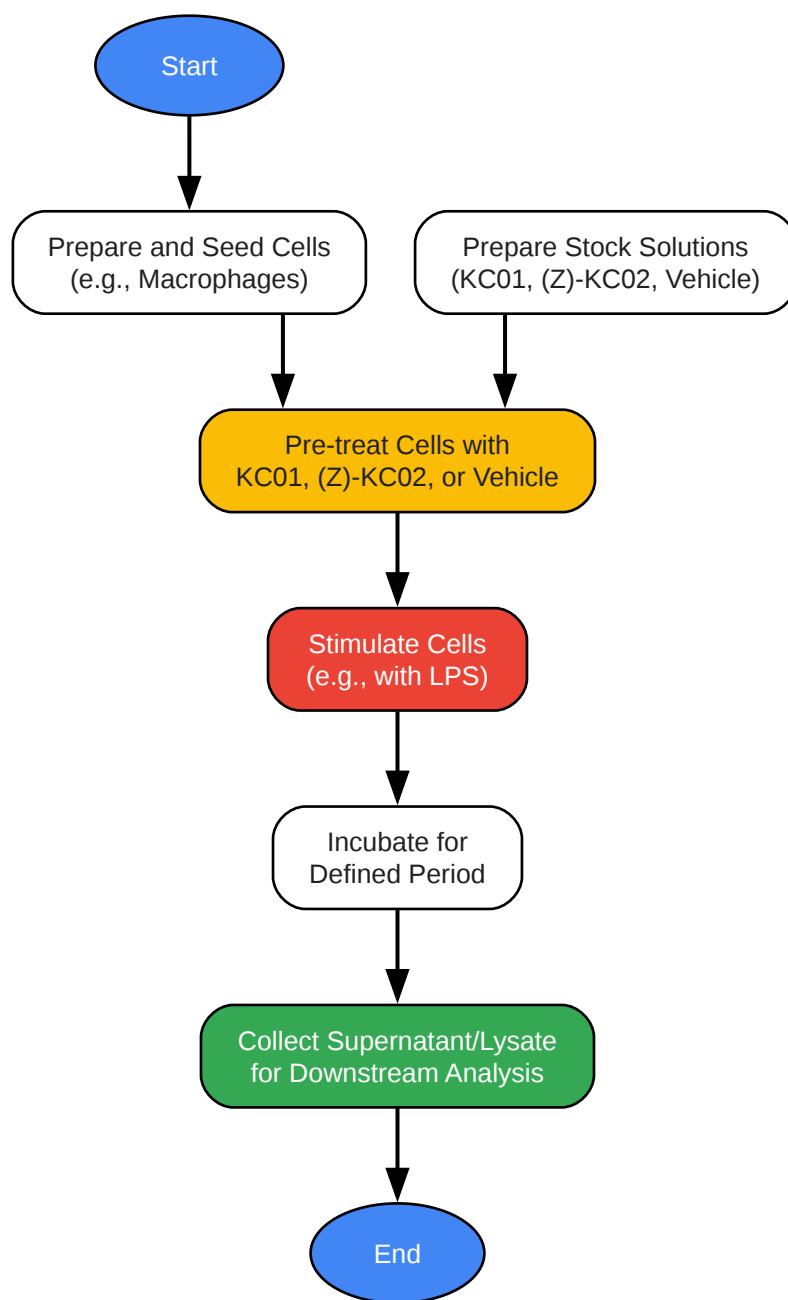 Start
Prepare and Seed Cells
(e.g., Macrophages)
Prepare Stock Solutions
(KC01, (Z)-KC02, Vehicle)
Pre-treat Cells with
KC01, (Z)-KC02, or Vehicle
Stimulate Cells
(e.g., with LPS)
Incubate for
Defined Period
Collect Supernatant/Lysate
for Downstream Analysis
End